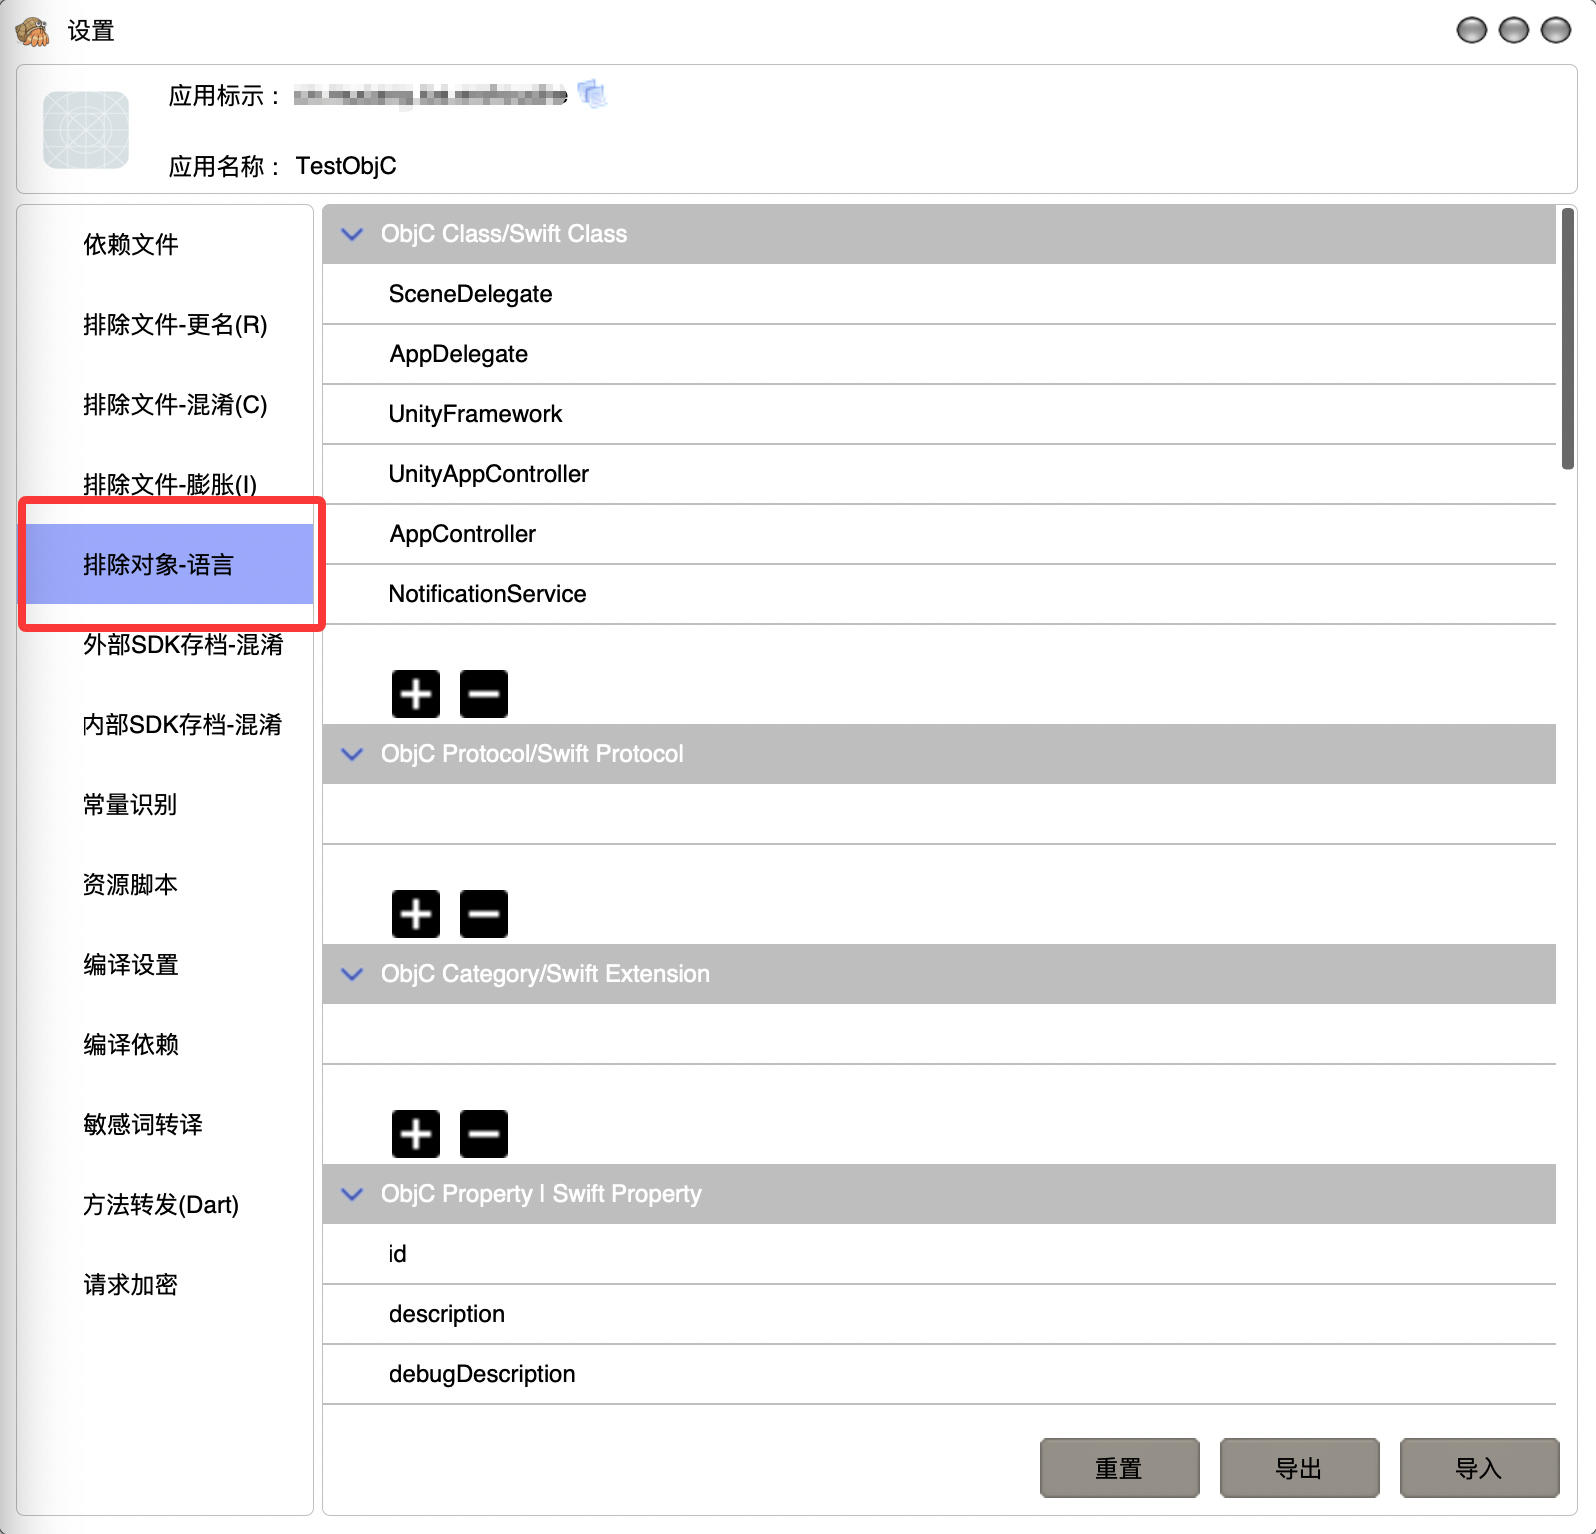 设置
应用标示：
应用名称： TestObjC
依赖文件
排除文件-更名(R)
排除文件-混淆(C)
排除文件-膨胀(I)
排除对象-语言
外部SDK存档-混淆
内部SDK存档-混淆
常量识别
资源脚本
编译设置
编译依赖
敏感词转译
方法转发(Dart)
请求加密
ObjC Class/Swift Class
SceneDelegate
AppDelegate
UnityFramework
UnityAppController
AppController
NotificationService
ObjC Protocol/Swift Protocol
ObjC Category/Swift Extension
ObjC Property | Swift Property
id
description
debugDescription
重置 导出 导入